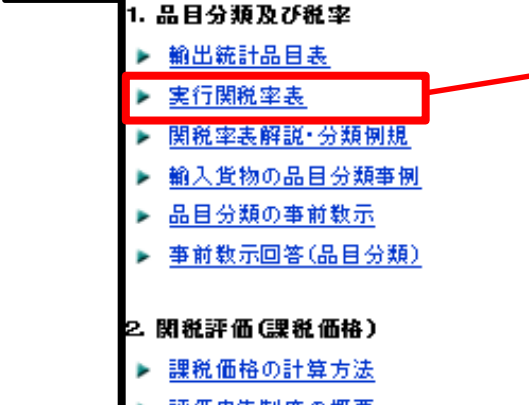 1. 品目分類及び税率
輸出統計品目表
実行関税率表
関税率表解説・分類例規
輸入貨物の品目分類事例
品目分類の事前教示
事前教示回答(品目分類)
2. 関税評価(課税価格)
課税価格の計算方法